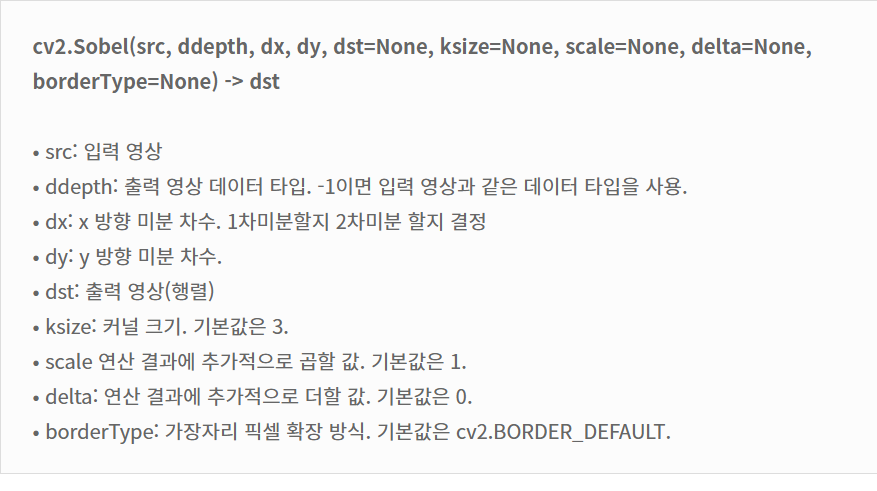 cv2.Sobel(src, ddepth, dx, dy, dst=None, ksize=None, scale=None, delta=None,
borderType=None) -> dst
• src: 입력 영상
• ddepth: 출력 영상 데이터 타입. -1이면 입력 영상과 같은 데이터 타입을 사용.
• dx: x 방향 미분 차수. 1차미분할지 2차미분 할지 결정
• dy: y 방향 미분 차수.
• dst: 출력 영상(행렬)
• ksize: 커널 크기. 기본값은 3.
• scale 연산 결과에 추가적으로 곱할 값. 기본값은 1.
• delta: 연산 결과에 추가적으로 더할 값. 기본값은 0.
• borderType: 가장자리 픽셀 확장 방식. 기본값은 cv2.BORDER_DEFAULT.